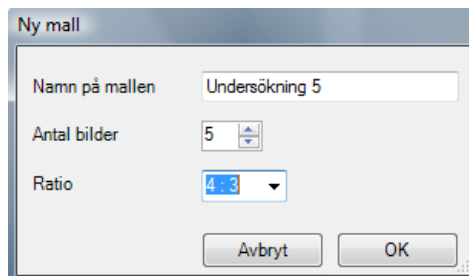 Ny mall
Namn på mallen Undersökning 5
Antal bilder 5
Ratio 4 : 3
Avbryt OK